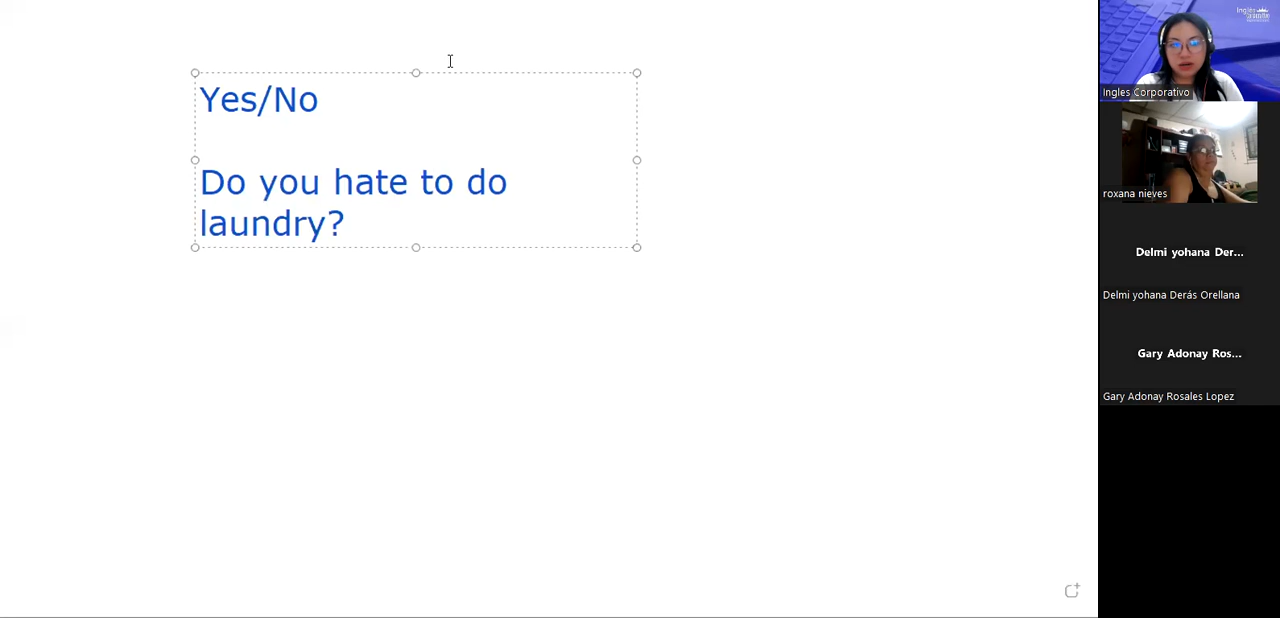 Yes/No
Do you hate to do
laundry?
Ingles
Ingles Corporativo
roxana nieves
Delmi yohana Der...
Delmi yohana Derás Orellana
Gary Adonay Ros...
Gary Adonay Rosales Lopez